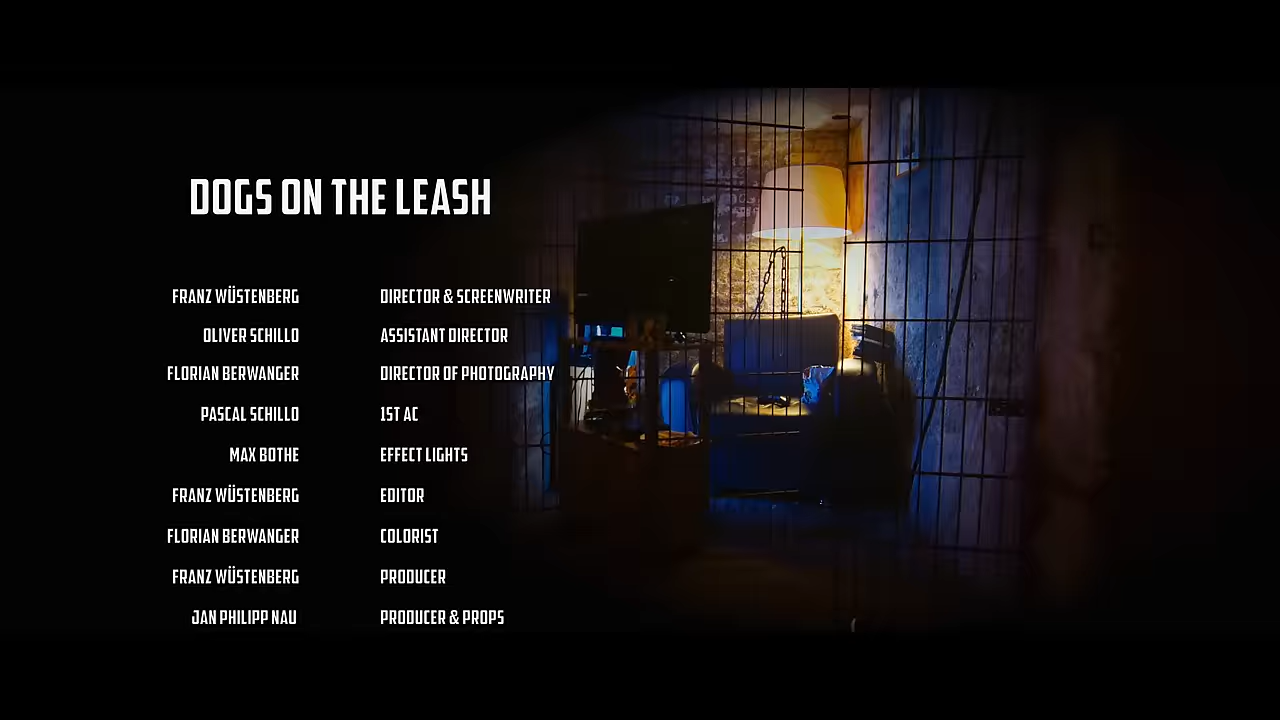 DOGS ON THE LEASH
FRANZ WÜSTENBERG DIRECTOR & SCREENWRITER
OLIVER SCHILLO ASSISTANT DIRECTOR
FLORIAN BERWANGER DIRECTOR OF PHOTOGRAPHY
PASCAL SCHILLO 1ST AC
MAX BOTHE EFFECT LIGHTS
FRANZ WÜSTENBERG EDITOR
FLORIAN BERWANGER COLORIST
FRANZ WÜSTENBERG PRODUCER
JAN PHILIPP NAU PRODUCER & PROPS